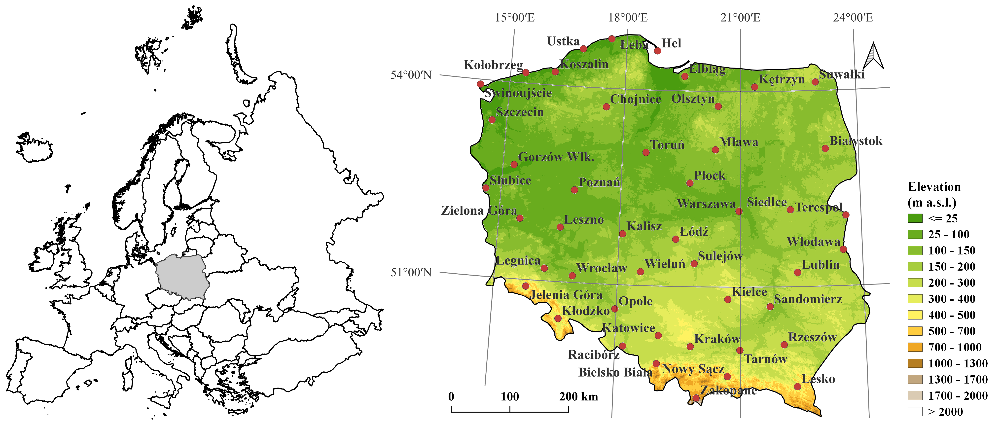 15°00′E
18°00′E
21°00′E
24°00′E
54°00′N
51°00′N
Ustka
Łeba
Hel
Kołobrzeg
Koszalin
Elbląg
Suwałki
Kętrzyn
Świnoujście
Chojnice
Olsztyn
Szczecin
Białystok
Mława
Toruń
Gorzów Wlk.
Płock
Słubice
Poznań
Warszawa
Siedlce
Terespol
Zielona Góra
Leszno
Kalisz
Łódź
Włodawa
Legnica
Wrocław
Wieluń
Sulejów
Lublin
Jelenia Góra
Kielce
Opole
Sandomierz
Kłodzko
Katowice
Kraków
Rzeszów
Racibórz
Tarnów
Bielsko Biała
Nowy Sącz
Lesko
Zakopane
0
100
200 km
Elevation
(m a.s.l.)
<= 25
25 - 100
100 - 150
150 - 200
200 - 300
300 - 400
400 - 500
500 - 700
700 - 1000
1000 - 1300
1300 - 1700
1700 - 2000
> 2000